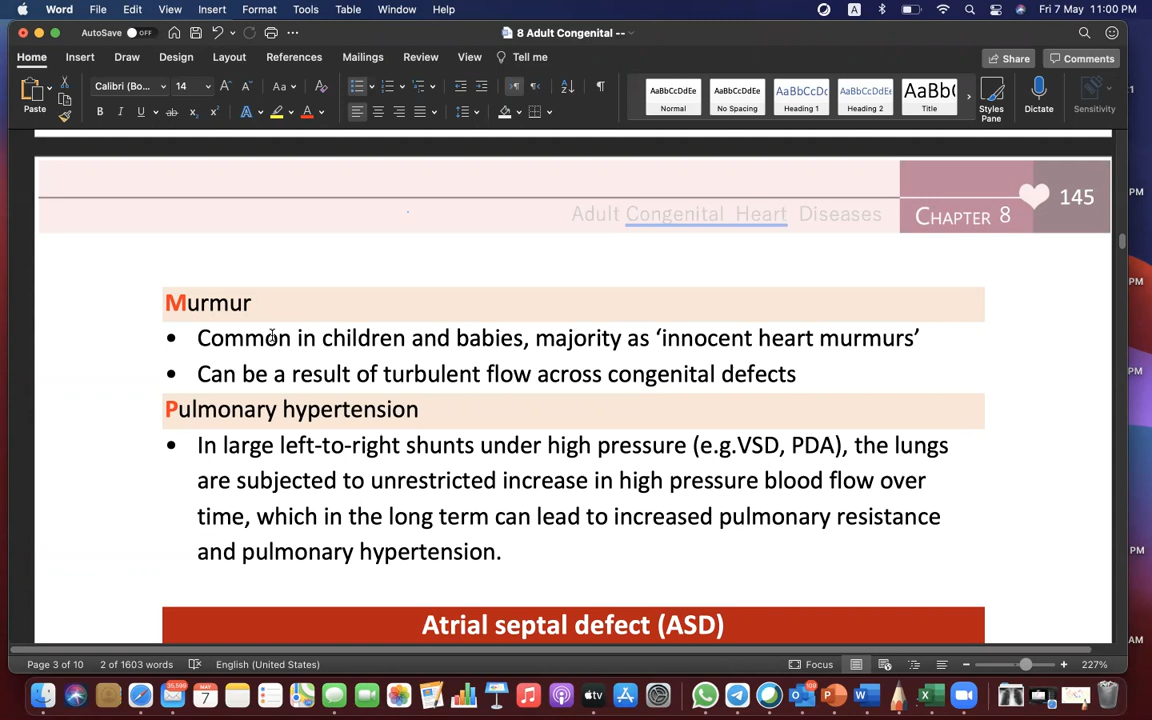 Word File Edit View Insert Format Tools Table Window Help A Fri 7 May 11:00 PM
AutoSave OFF 8 Adult Congenital --
Home Insert Draw Design Layout References Mailings Review View Tell me Share Comments
Paste Calibri (Bo... 14 Aa AaBbCcDdEe AaBbCcDdEe AaBbCcDc AaBbCcDdEe AaBb(
Normal No Spacing Heading 1 Heading 2 Title Styles Pane Dictate Sensitivity
145
Adult Congenital Heart Diseases CHAPTER 8
Murmur
• Common in children and babies, majority as ‘innocent heart murmurs’
• Can be a result of turbulent flow across congenital defects
Pulmonary hypertension
• In large left-to-right shunts under high pressure (e.g.VSD, PDA), the lungs
are subjected to unrestricted increase in high pressure blood flow over
time, which in the long term can lead to increased pulmonary resistance
and pulmonary hypertension.
Atrial septal defect (ASD)
Page 3 of 10 2 of 1603 words English (United States) Focus 227%